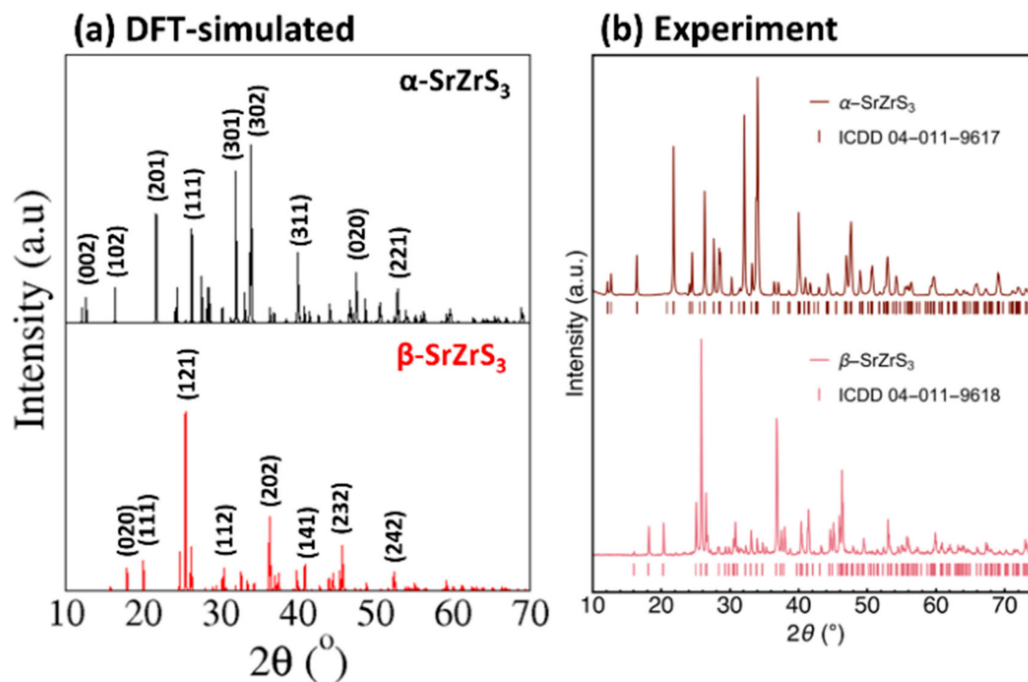 (a) DFT-simulated
α-SrZrS₃
(002)
(102)
(201)
(111)
(301)
(302)
(311)
(020)
(221)
β-SrZrS₃
(020)
(111)
(121)
(112)
(202)
(141)
(232)
(242)
Intensity (a.u)
10 20 30 40 50 60 70
2θ (°)
(b) Experiment
α–SrZrS₃
ICDD 04–011–9617
β–SrZrS₃
ICDD 04–011–9618
Intensity (a.u.)
10 20 30 40 50 60 70
2θ (°)